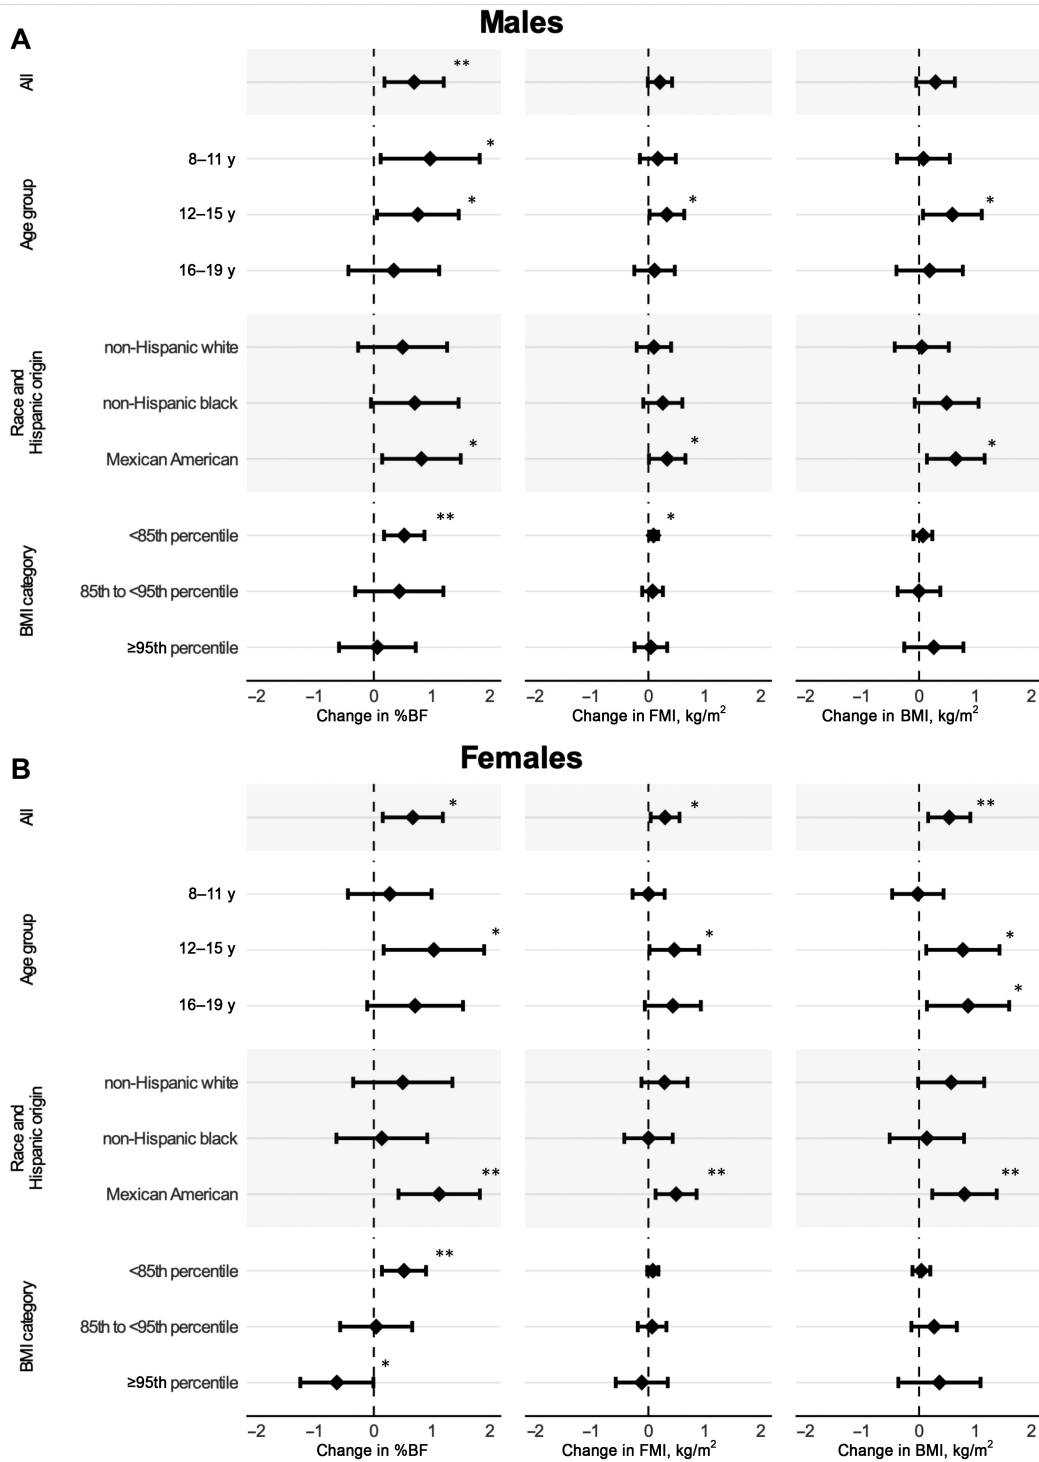 Males
A
All
**
8–11 y
*
Age group
12–15 y
*
*
*
16–19 y
Race and
Hispanic origin
non-Hispanic white
non-Hispanic black
Mexican American
*
*
*
BMI category
<85th percentile
**
*
85th to <95th percentile
≥95th percentile
−2 −1 0 1 2
−2 −1 0 1 2
−2 −1 0 1 2
Change in %BF
Change in FMI, kg/m²
Change in BMI, kg/m²
Females
B
All
*
*
**
8–11 y
Age group
12–15 y
*
*
*
16–19 y
*
Race and
Hispanic origin
non-Hispanic white
non-Hispanic black
Mexican American
**
**
**
BMI category
<85th percentile
**
85th to <95th percentile
≥95th percentile
*
−2 −1 0 1 2
−2 −1 0 1 2
−2 −1 0 1 2
Change in %BF
Change in FMI, kg/m²
Change in BMI, kg/m²